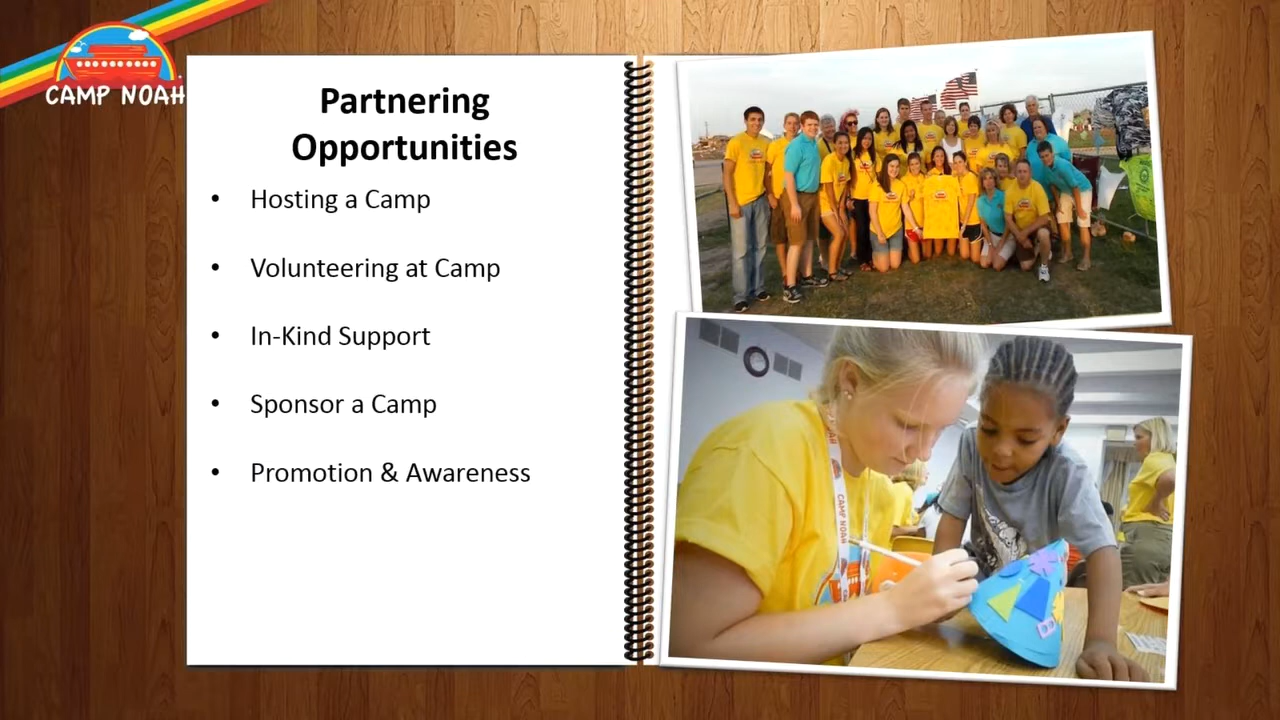 CAMP NOAH
Partnering
Opportunities
• Hosting a Camp
• Volunteering at Camp
• In-Kind Support
• Sponsor a Camp
• Promotion & Awareness
CAMP NOAH